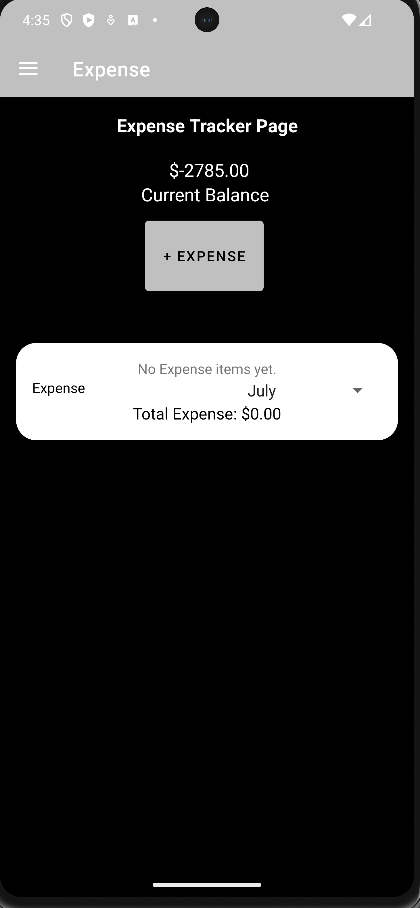 4:35
Expense
Expense Tracker Page
$-2785.00
Current Balance
+ EXPENSE
No Expense items yet.
Expense
July
Total Expense: $0.00